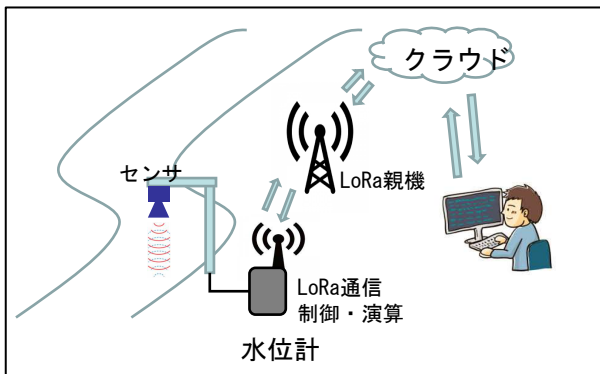 クラウド
センサ
LoRa親機
LoRa通信
制御・演算
水位計